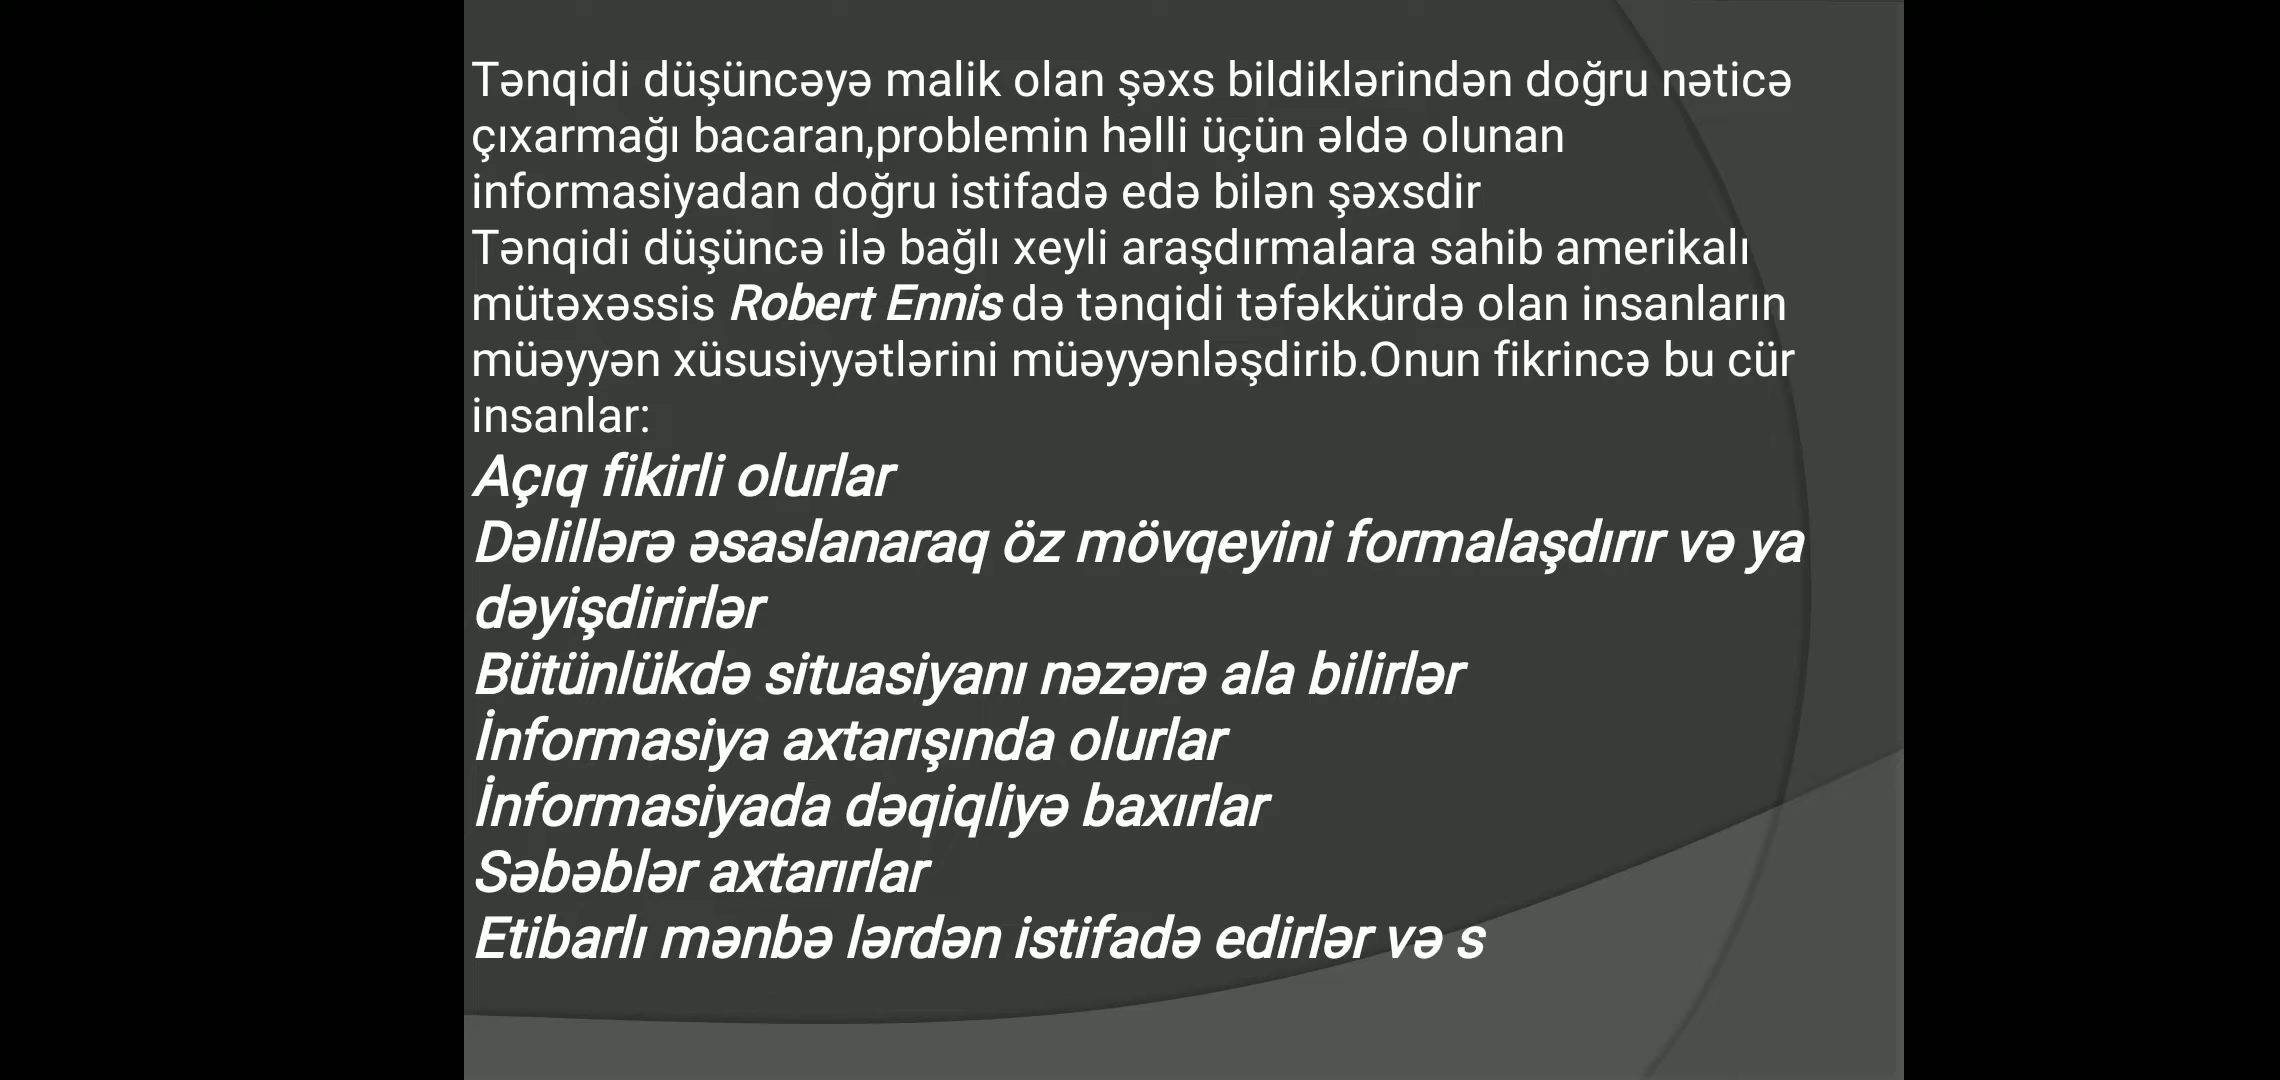 Tənqidi düşüncəyə malik olan şəxs bildiklərindən doğru nəticə
çıxarmağı bacaran,problemin həlli üçün əldə olunan
informasiyadan doğru istifadə edə bilən şəxsdir
Tənqidi düşüncə ilə bağlı xeyli araşdırmalara sahib amerikalı
mütəxəssis Robert Ennis də tənqidi təfəkkürdə olan insanların
müəyyən xüsusiyyətlərini müəyyənləşdirib.Onun fikrincə bu cür
insanlar:
Açıq fikirli olurlar
Dəlillərə əsaslanaraq öz mövqeyini formalaşdırır və ya
dəyişdirirlər
Bütünlükdə situasiyanı nəzərə ala bilirlər
İnformasiya axtarışında olurlar
İnformasiyada dəqiqliyə baxırlar
Səbəblər axtarırlar
Etibarlı mənbə lərdən istifadə edirlər və s